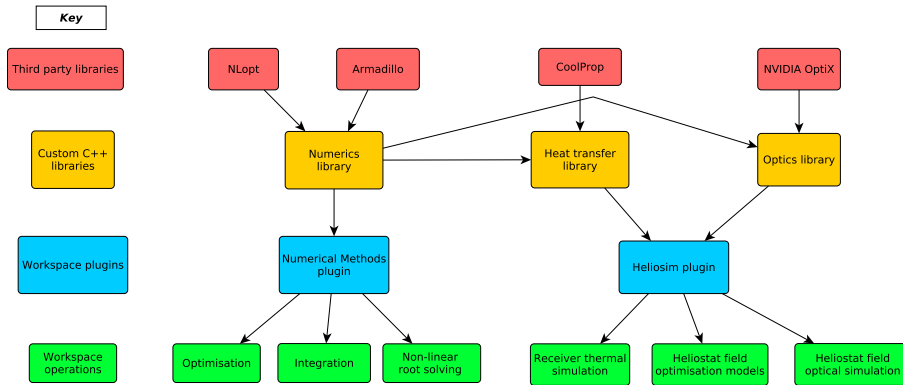 Key
Third party libraries
NLopt
Armadillo
CoolProp
NVIDIA OptiX
Custom C++
libraries
Numerics
library
Heat transfer
library
Optics library
Workspace plugins
Numerical Methods
plugin
Heliosim plugin
Workspace
operations
Optimisation
Integration
Non-linear
root solving
Receiver thermal
simulation
Heliostat field
optimisation models
Heliostat field
optical simulation